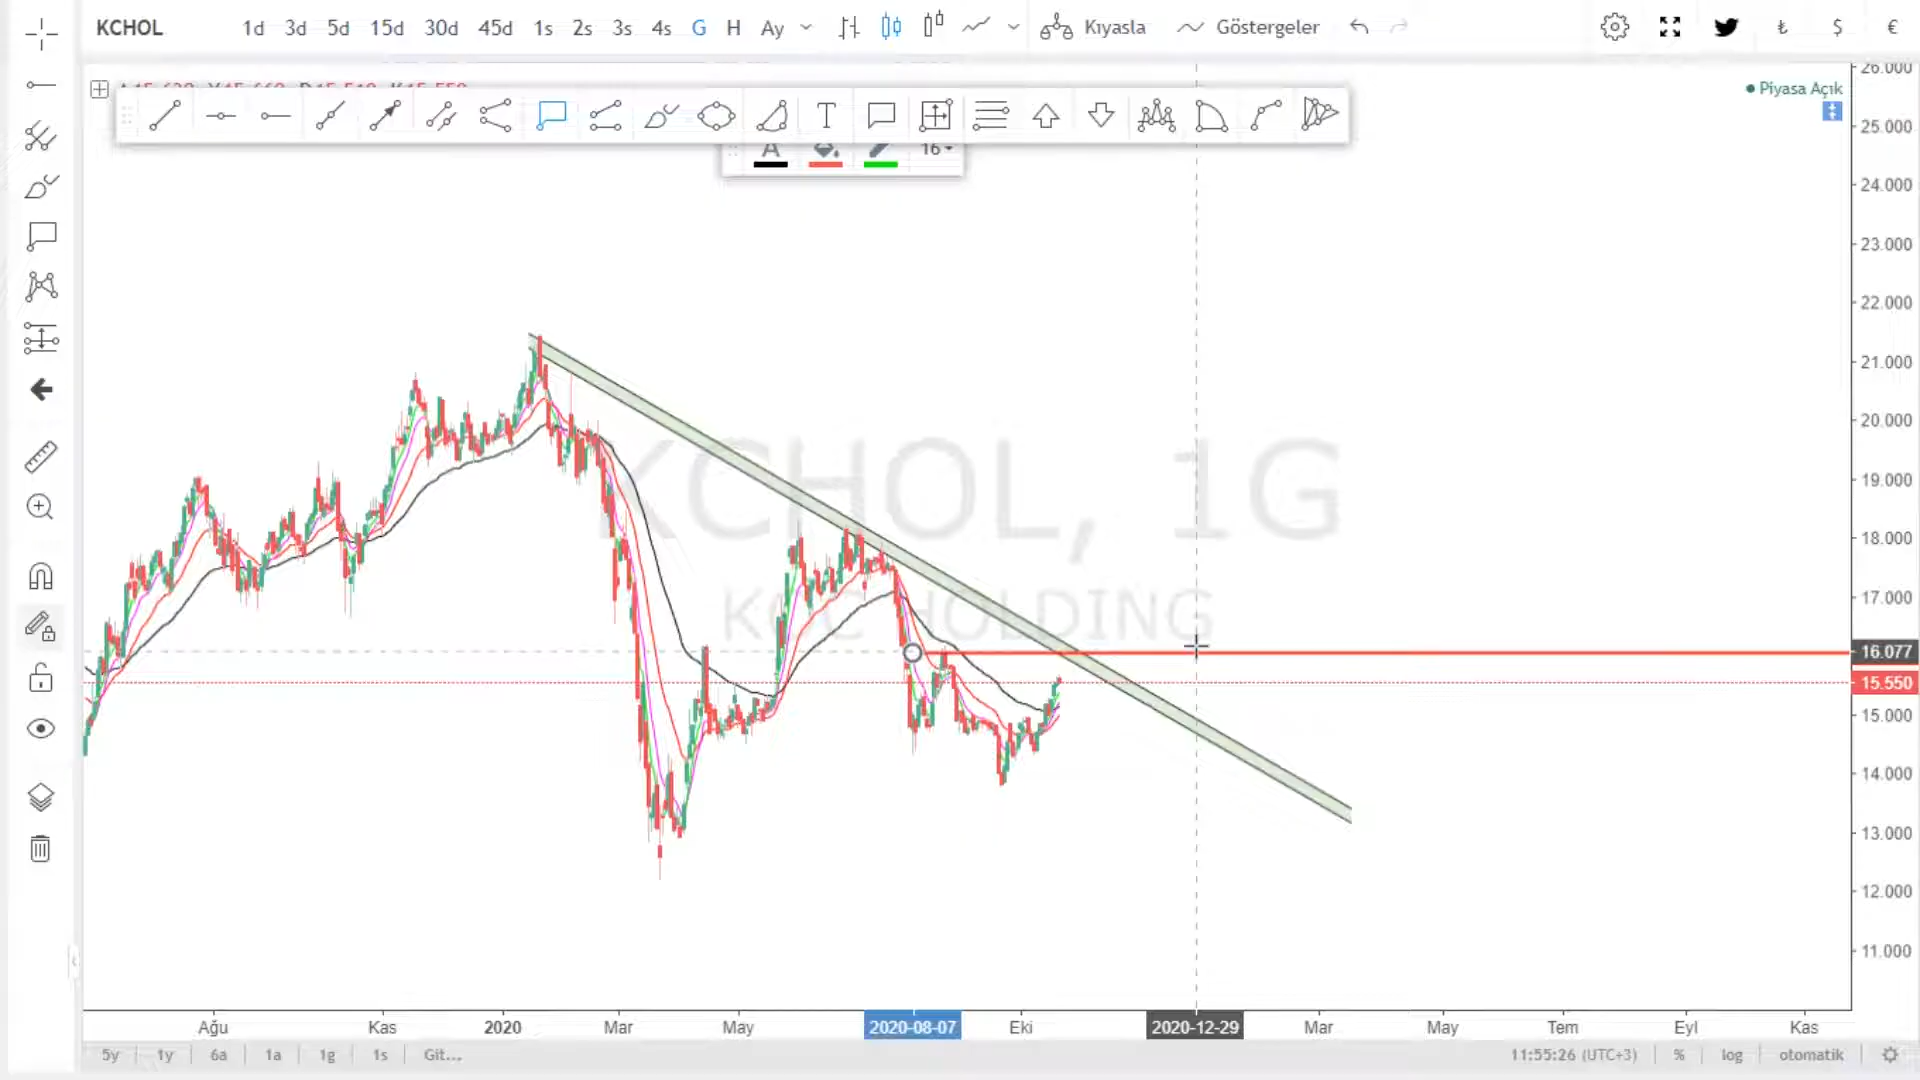 KCHOL 1d 3d 5d 15d 30d 45d 1s 2s 3s 4s G H Ay Kıyasla Göstergeler ₺ $ €
Piyasa Açık
T
A 16
26.000
25.000
24.000
23.000
22.000
21.000
20.000
19.000
18.000
17.000
16.077
15.550
15.000
14.000
13.000
12.000
11.000
KCHOL, 1G
KOÇ HOLDING
Ağu Kas 2020 Mar May 2020-08-07 Eki 2020-12-29 Mar May Tem Eyl Kas
5y 1y 6a 1a 1g 1s Git... 11:55:26 (UTC+3) % log otomatik